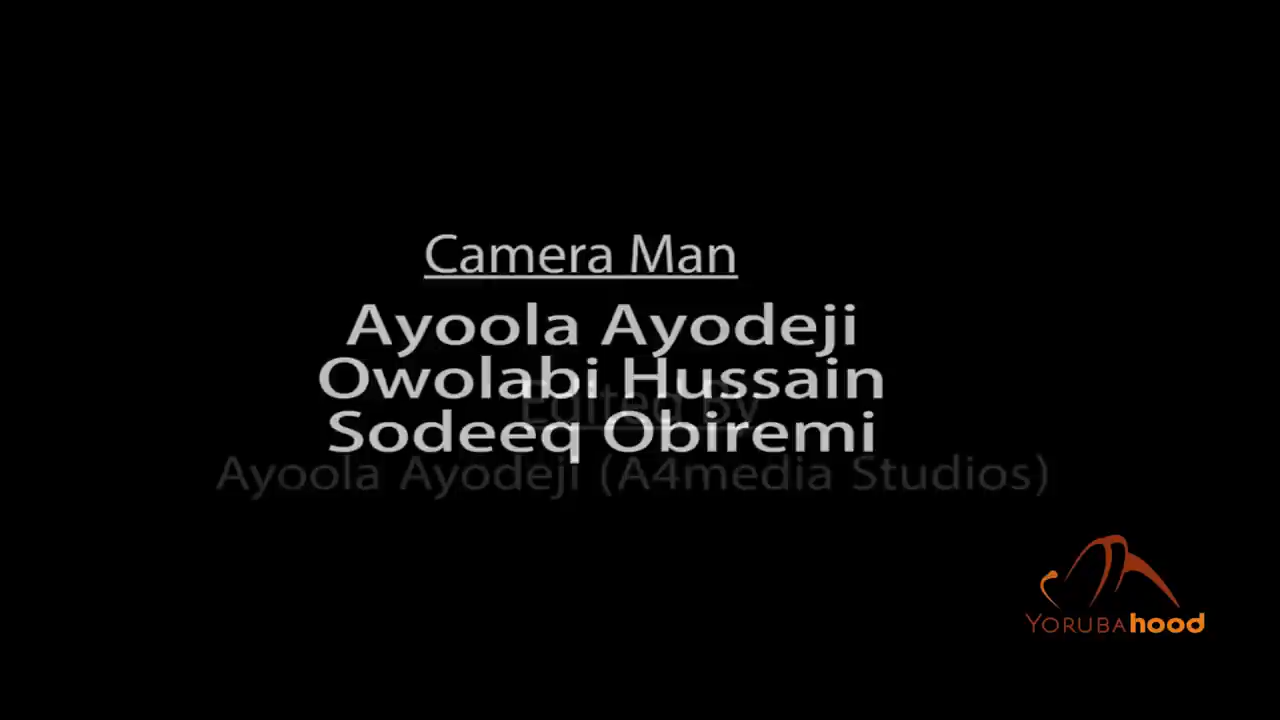 Camera Man
Ayoola Ayodeji
Owolabi Hussain
Sodeeq Obiremi
Edited By
Ayoola Ayodeji (A4media Studios)
YORUBAhood